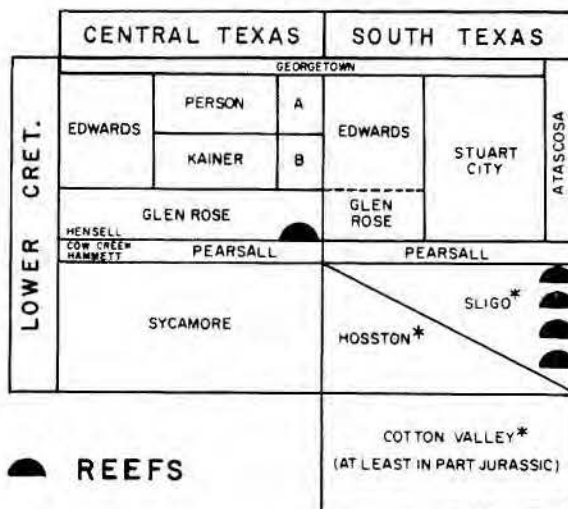 CENTRAL TEXAS
SOUTH TEXAS
LOWER CRET.
GEORGETOWN
EDWARDS
PERSON
A
KAINER
B
EDWARDS
STUART
CITY
ATASCOSA
GLEN ROSE
GLEN
ROSE
HENSELL
COW CREEK
HAMMETT
PEARSALL
PEARSALL
SYCAMORE
HOSSTON*
SLIGO*
COTTON VALLEY*
(AT LEAST IN PART JURASSIC)
REEFS